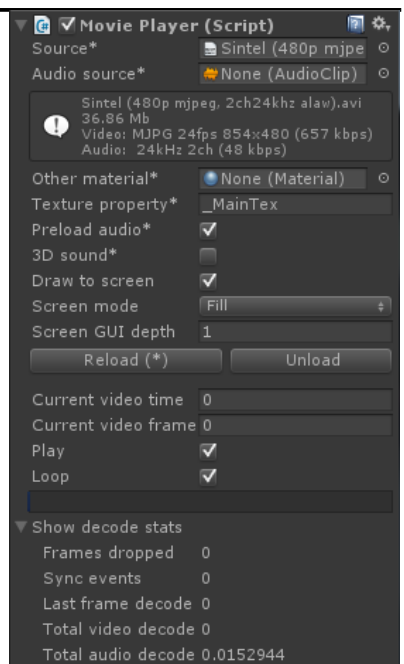 Movie Player (Script)
Source* Sintel (480p mjpe
Audio source* None (AudioClip)
Sintel (480p mjpeg, 2ch24khz alaw).avi
36.86 Mb
Video: MJPG 24fps 854x480 (657 kbps)
Audio: 24kHz 2ch (48 kbps)
Other material* None (Material)
Texture property* _MainTex
Preload audio*
3D sound*
Draw to screen
Screen mode Fill
Screen GUI depth 1
Reload (*) Unload
Current video time 0
Current video frame 0
Play
Loop
Show decode stats
Frames dropped 0
Sync events 0
Last frame decode 0
Total video decode 0
Total audio decode 0.0152944